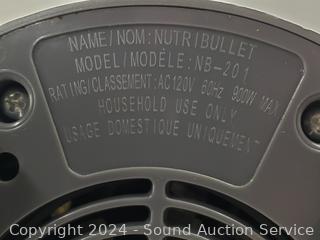 NAME/NOM: NUTRIBULLET
MODEL/MODÈLE: NB-201
RATING/CLASSEMENT: AC120V 60Hz 900W MAX
HOUSEHOLD USE ONLY
USAGE DOMESTIQUE UNIQUEMENT
Copyright © 2024 - Sound Auction Service